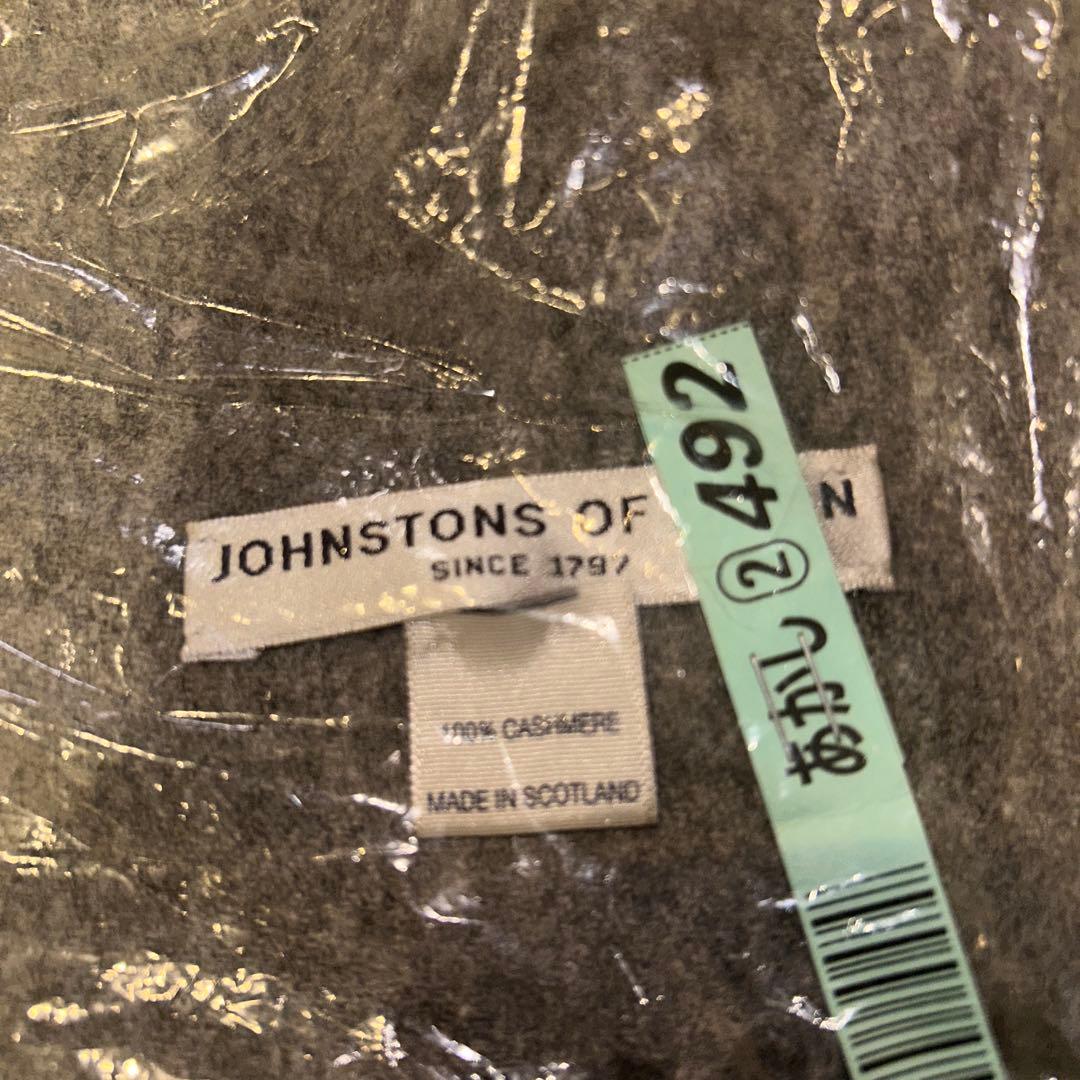 JOHNSTONS OF N
SINCE 1797
100% CASHMERE
MADE IN SCOTLAND
あかし ② 492